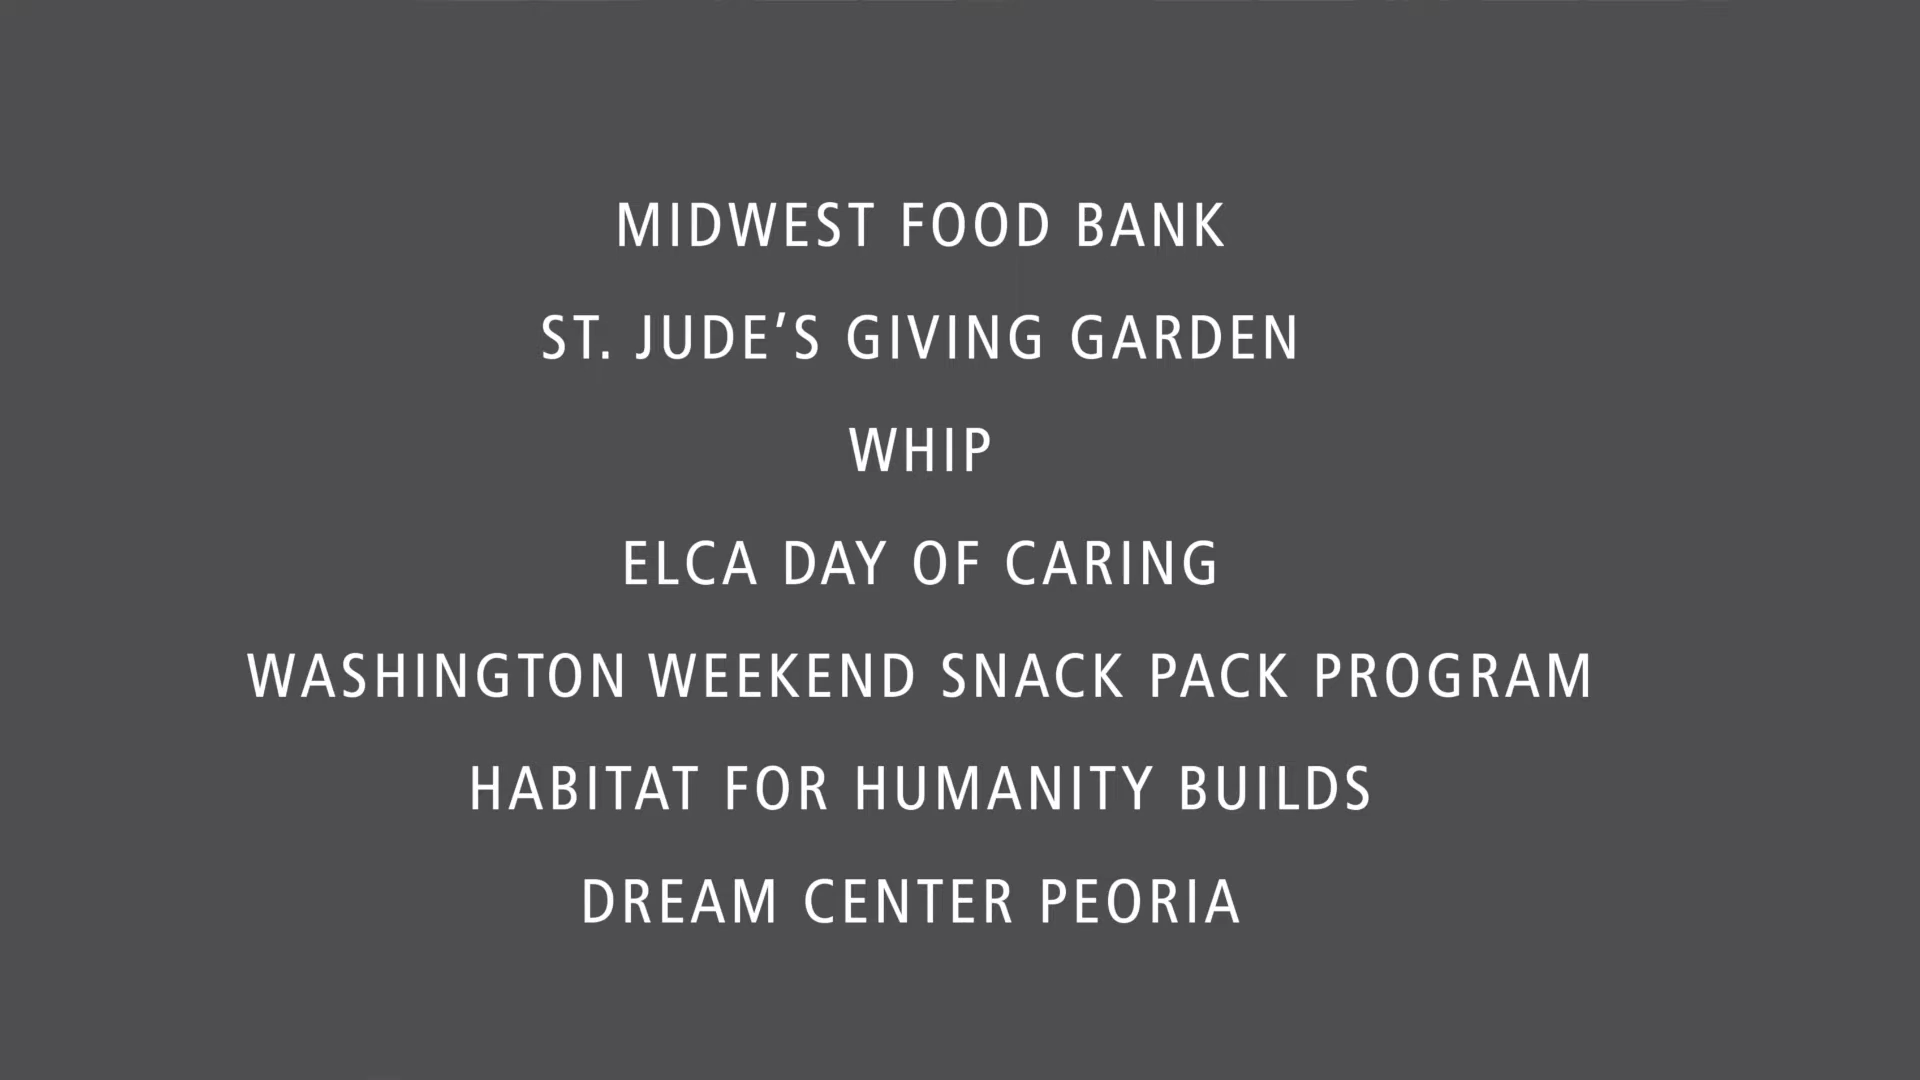 MIDWEST FOOD BANK
ST. JUDE’S GIVING GARDEN
WHIP
ELCA DAY OF CARING
WASHINGTON WEEKEND SNACK PACK PROGRAM
HABITAT FOR HUMANITY BUILDS
DREAM CENTER PEORIA